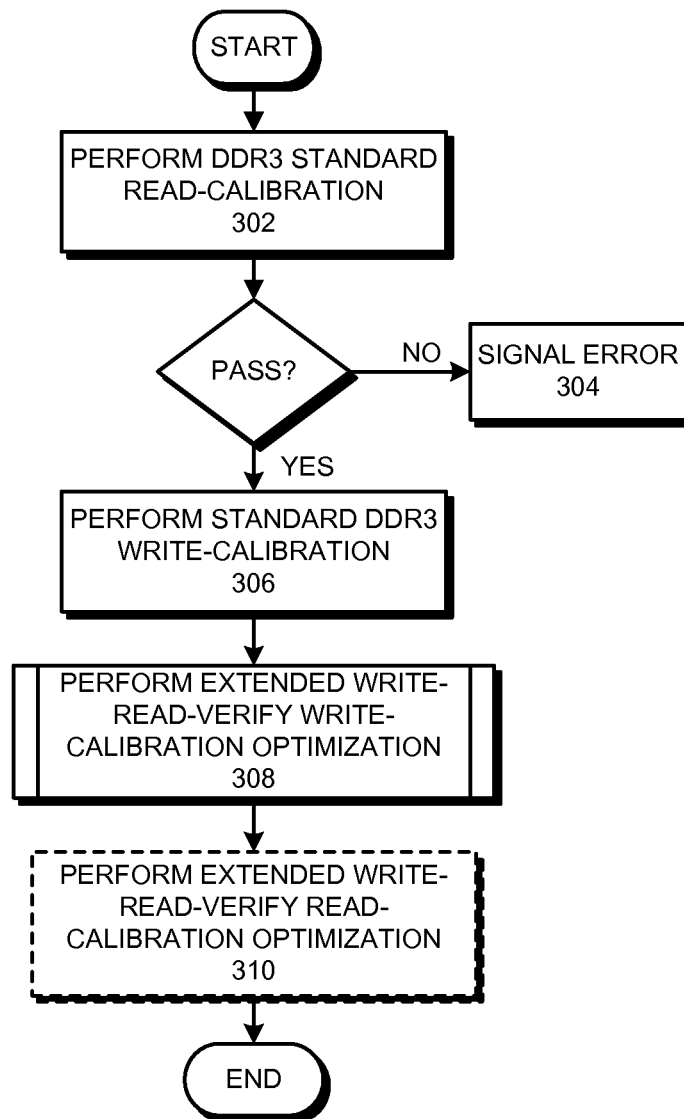 START
PERFORM DDR3 STANDARD
READ-CALIBRATION
302
PASS?
NO
SIGNAL ERROR
304
YES
PERFORM STANDARD DDR3
WRITE-CALIBRATION
306
PERFORM EXTENDED WRITE-
READ-VERIFY WRITE-
CALIBRATION OPTIMIZATION
308
PERFORM EXTENDED WRITE-
READ-VERIFY READ-
CALIBRATION OPTIMIZATION
310
END